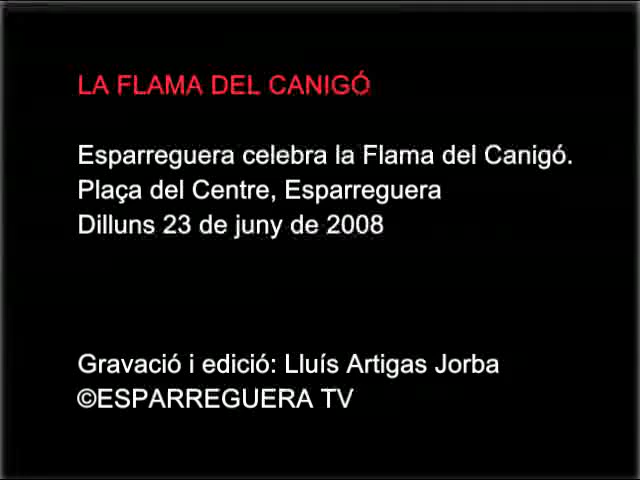 LA FLAMA DEL CANIGÓ
Esparreguera celebra la Flama del Canigó.
Plaça del Centre, Esparreguera
Dilluns 23 de juny de 2008
Gravació i edició: Lluís Artigas Jorba
©ESPARREGUERA TV